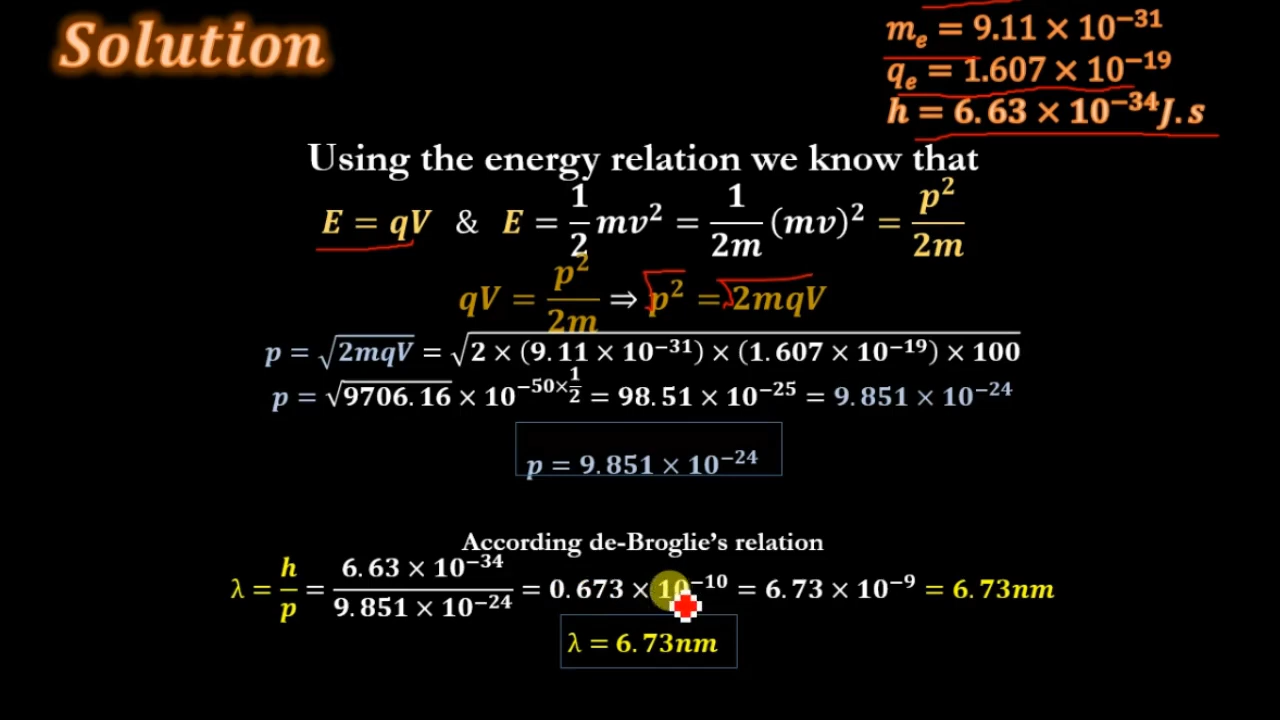 Solution
mₑ = 9.11 × 10⁻³¹
qₑ = 1.607 × 10⁻¹⁹
h = 6.63 × 10⁻³⁴J.s
Using the energy relation we know that
E = qV & E = 1/2 mv² = 1/2m (mv)² = p²/2m
qV = p²/2m ⇒ p² = 2mqV
p = √2mqV = √2 × (9.11 × 10⁻³¹) × (1.607 × 10⁻¹⁹) × 100
p = √9706.16 × 10^(−50×1/2) = 98.51 × 10⁻²⁵ = 9.851 × 10⁻²⁴
p = 9.851 × 10⁻²⁴
According de-Broglie's relation
λ = h/p = 6.63 × 10⁻³⁴/9.851 × 10⁻²⁴ = 0.673 × 10⁻¹⁰ = 6.73 × 10⁻⁹ = 6.73nm
λ = 6.73nm